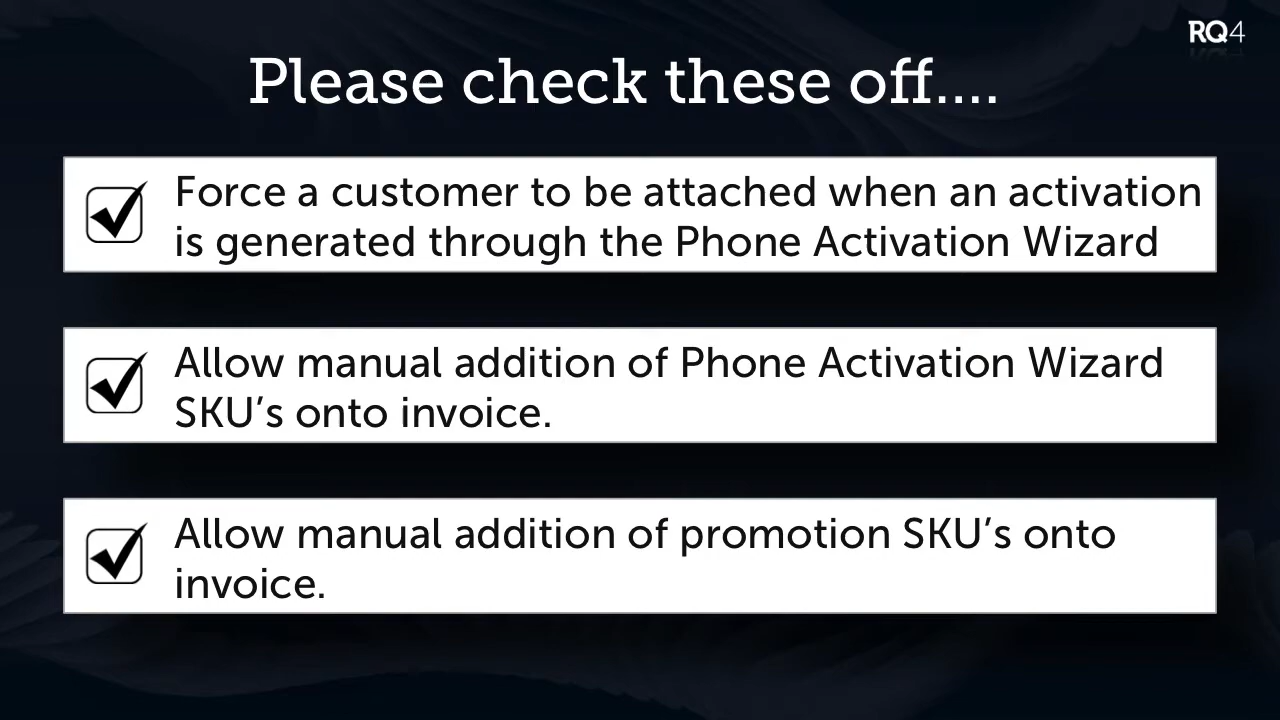 RQ4
Please check these off....
Force a customer to be attached when an activation
is generated through the Phone Activation Wizard
Allow manual addition of Phone Activation Wizard
SKU’s onto invoice.
Allow manual addition of promotion SKU’s onto
invoice.